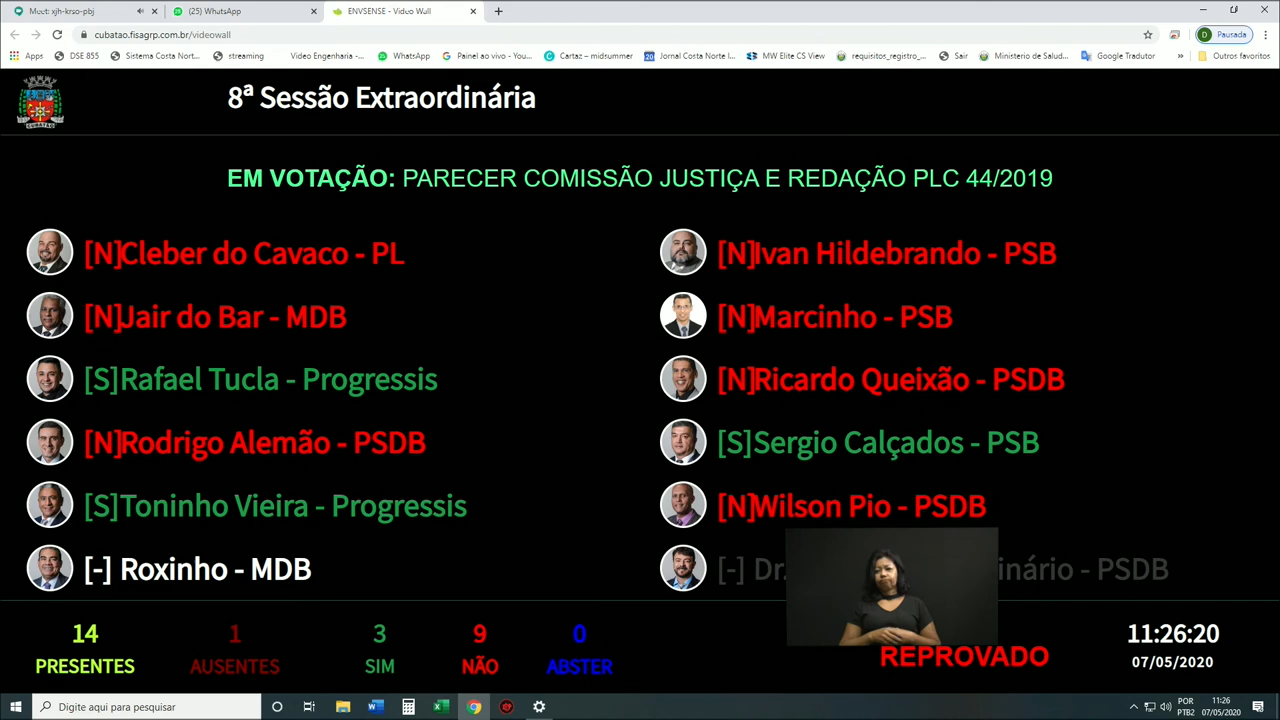 Meet: xjh-krso-pbj
(25) WhatsApp
ENVSENSE - Video Wall
cubatao.fisagrp.com.br/videowall
D Pausada
Apps DSE 855 Sistema Costa Nort... streaming Video Engenharia -... WhatsApp Painel ao vivo - You... Cartaz – midsummer Jornal Costa Norte l... MW Elite CS View requisitos_registro_... Sair Ministerio de Salud... Google Tradutor » Outros favoritos
CUBATÃO
8ª Sessão Extraordinária
EM VOTAÇÃO: PARECER COMISSÃO JUSTIÇA E REDAÇÃO PLC 44/2019
[N]Cleber do Cavaco - PL
[N]Jair do Bar - MDB
[S]Rafael Tucla - Progressis
[N]Rodrigo Alemão - PSDB
[S]Toninho Vieira - Progressis
[-] Roxinho - MDB
[N]Ivan Hildebrando - PSB
[N]Marcinho - PSB
[N]Ricardo Queixão - PSDB
[S]Sergio Calçados - PSB
[N]Wilson Pio - PSDB
[-] Dr. inário - PSDB
14 1 3 9 0
PRESENTES AUSENTES SIM NÃO ABSTER
REPROVADO
11:26:20
07/05/2020
Digite aqui para pesquisar
POR
PTB2
11:26
07/05/2020